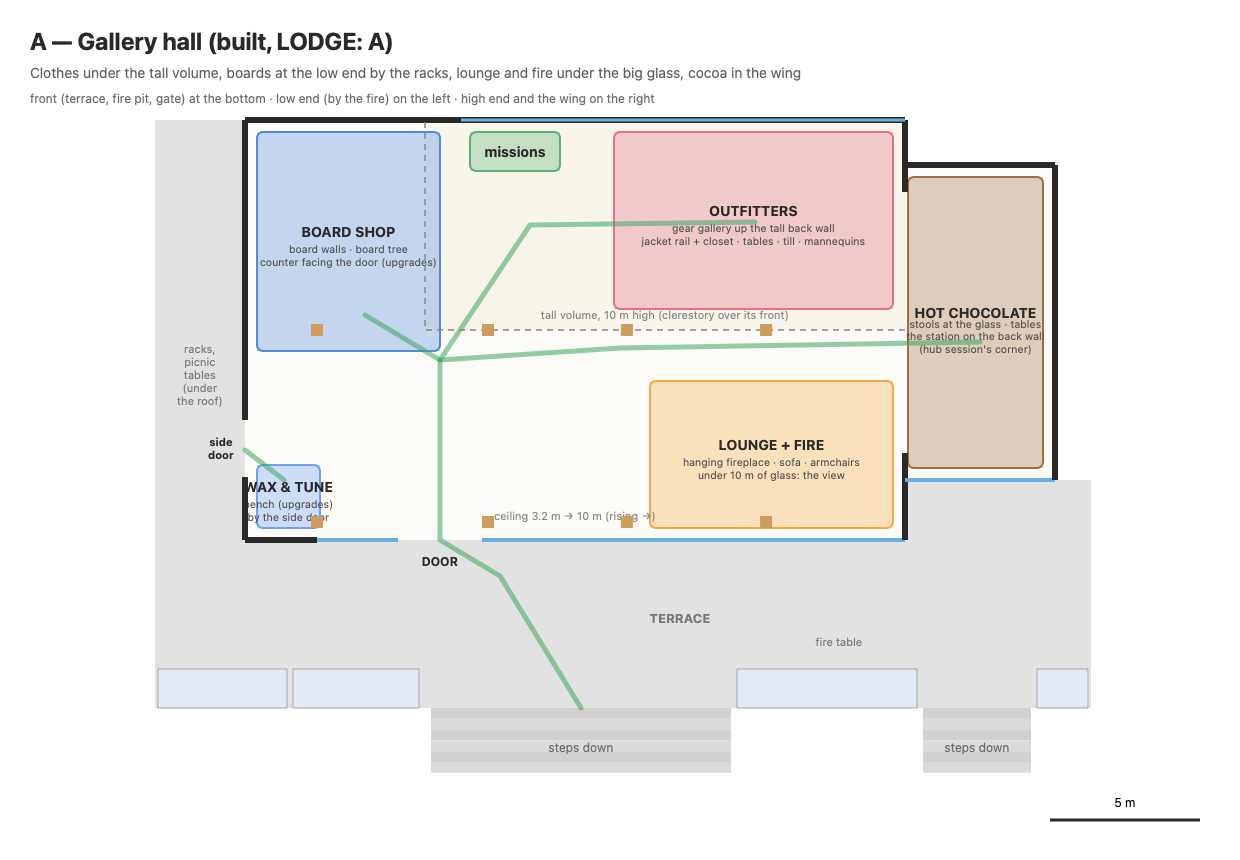 A — Gallery hall (built, LODGE: A)
Clothes under the tall volume, boards at the low end by the racks, lounge and fire under the big glass, cocoa in the wing
front (terrace, fire pit, gate) at the bottom · low end (by the fire) on the left · high end and the wing on the right
missions
BOARD SHOP
board walls · board tree
counter facing the door (upgrades)
OUTFITTERS
gear gallery up the tall back wall
jacket rail + closet · tables · till · mannequins
tall volume, 10 m high (clerestory over its front)
HOT CHOCOLATE
stools at the glass · tables
the station on the back wall
(hub session's corner)
racks,
picnic
tables
(under
the roof)
side
door
WAX & TUNE
bench (upgrades)
by the side door
LOUNGE + FIRE
hanging fireplace · sofa · armchairs
under 10 m of glass: the view
ceiling 3.2 m → 10 m (rising →)
DOOR
TERRACE
fire table
steps down
steps down
5 m